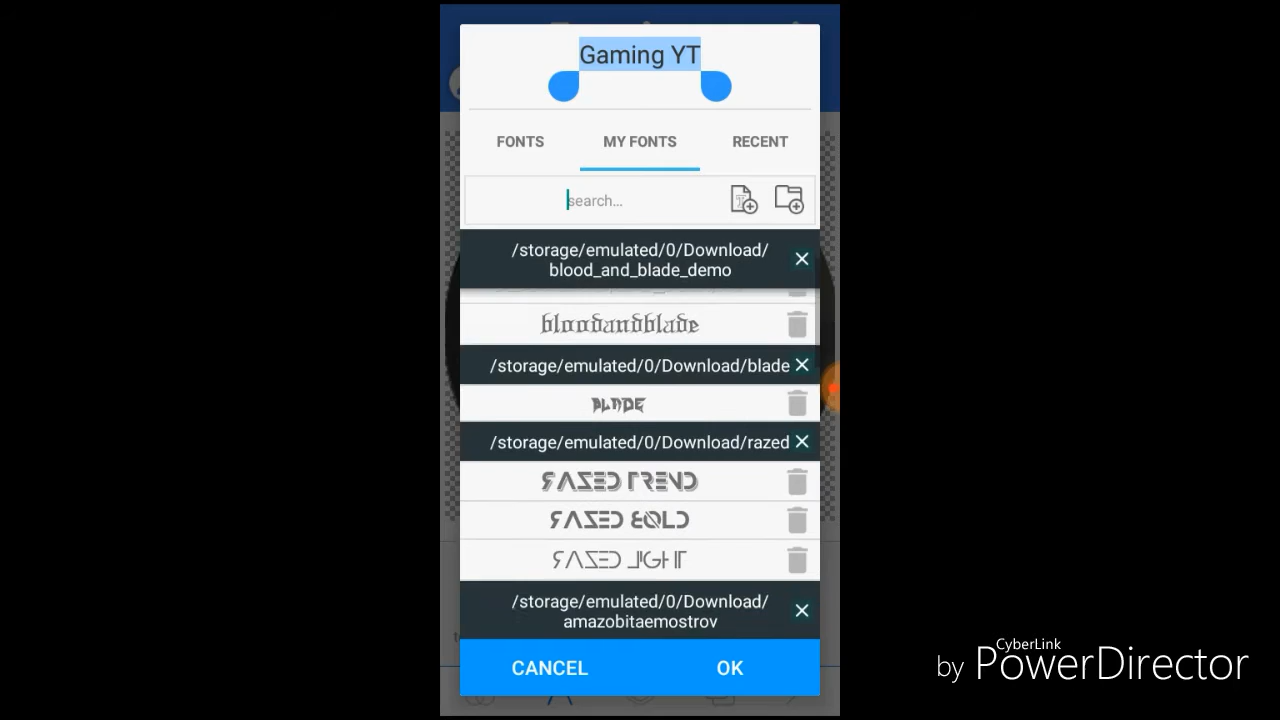 Gaming YT
FONTS
MY FONTS
RECENT
search...
/storage/emulated/0/Download/
blood_and_blade_demo
bloodandblade
/storage/emulated/0/Download/blade
BLADE
/storage/emulated/0/Download/razed
RAZED TREND
RAZED BOLD
RAZED LIGHT
/storage/emulated/0/Download/
amazobitaemostrov
CANCEL
OK
by CyberLink PowerDirector